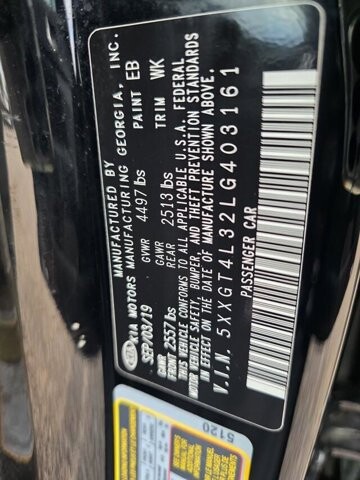 MANUFACTURED BY
KIA MOTORS MANUFACTURING GEORGIA, INC.
SEP/03/19 GVWR 4497 lbs PAINT EB
GAWR FRONT 2557 lbs GAWR REAR 2513 lbs TRIM WK
THIS VEHICLE CONFORMS TO ALL APPLICABLE U.S.A. FEDERAL
MOTOR VEHICLE SAFETY, BUMPER, AND THEFT PREVENTION STANDARDS
IN EFFECT ON THE DATE OF MANUFACTURE SHOWN ABOVE.
V.I.N. 5XXGT4L32LG403161
PASSENGER CAR
5120